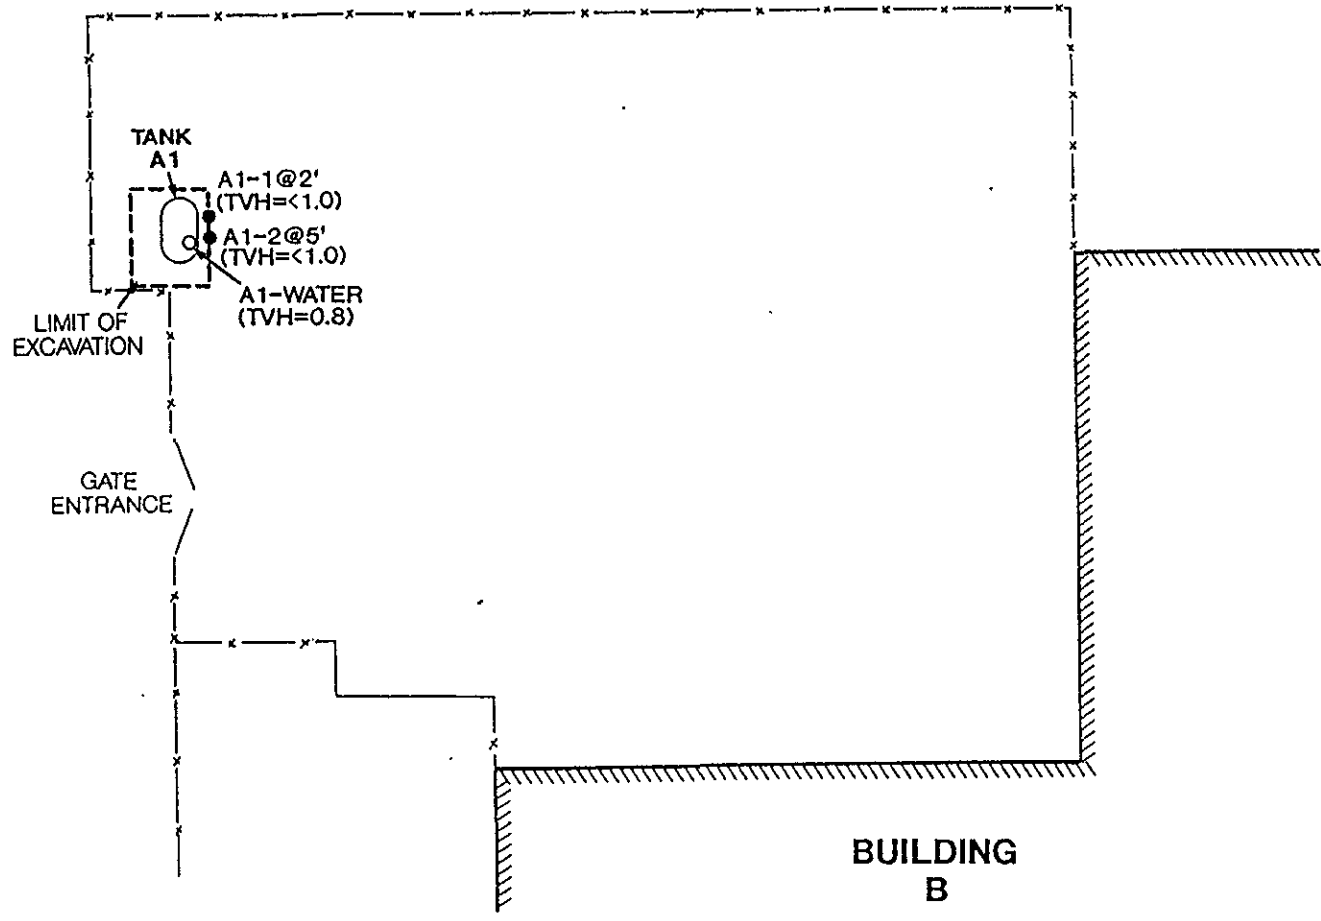 TANK
A1
A1-1@2'
(TVH=<1.0)
A1-2@5'
(TVH=<1.0)
A1-WATER
(TVH=0.8)
LIMIT OF
EXCAVATION
GATE
ENTRANCE
BUILDING
B